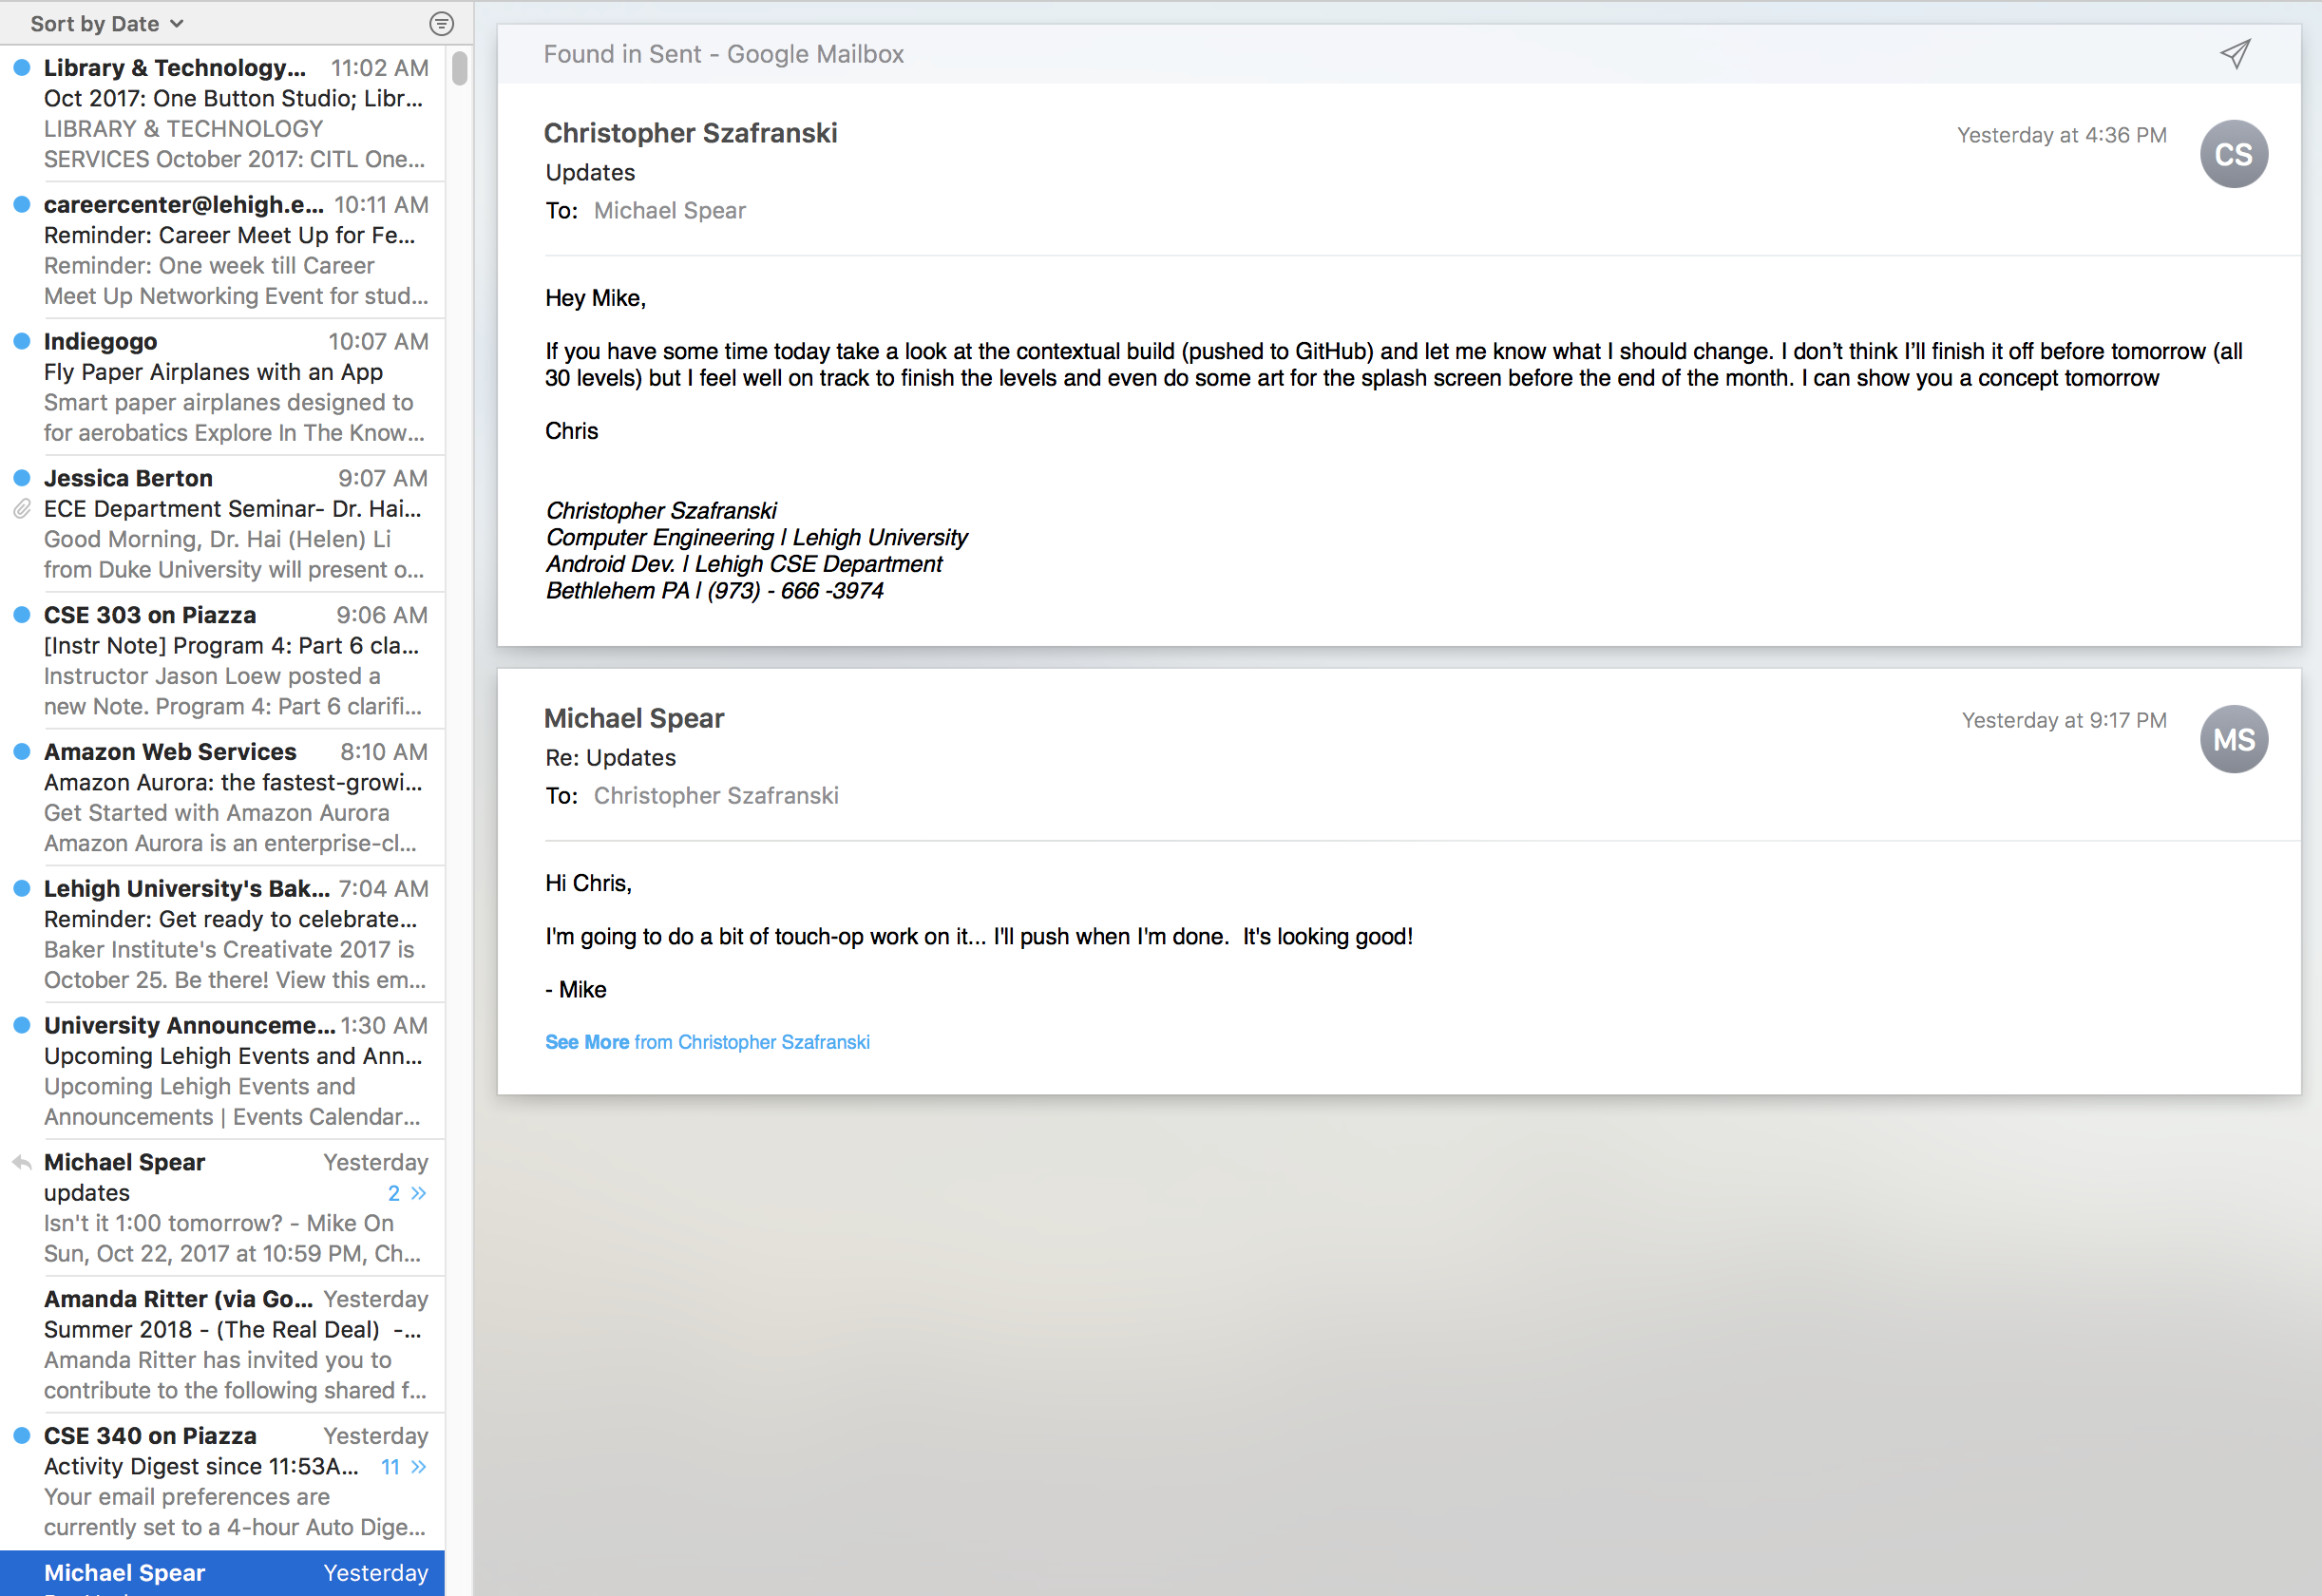 Sort by Date
Library & Technology... 11:02 AM
Oct 2017: One Button Studio; Libr...
LIBRARY & TECHNOLOGY
SERVICES October 2017: CITL One...
careercenter@lehigh.e... 10:11 AM
Reminder: Career Meet Up for Fe...
Reminder: One week till Career
Meet Up Networking Event for stud...
Indiegogo 10:07 AM
Fly Paper Airplanes with an App
Smart paper airplanes designed to
for aerobatics Explore In The Know...
Jessica Berton 9:07 AM
ECE Department Seminar- Dr. Hai...
Good Morning, Dr. Hai (Helen) Li
from Duke University will present o...
CSE 303 on Piazza 9:06 AM
[Instr Note] Program 4: Part 6 cla...
Instructor Jason Loew posted a
new Note. Program 4: Part 6 clarifi...
Amazon Web Services 8:10 AM
Amazon Aurora: the fastest-growi...
Get Started with Amazon Aurora
Amazon Aurora is an enterprise-cl...
Lehigh University's Bak... 7:04 AM
Reminder: Get ready to celebrate...
Baker Institute's Creativate 2017 is
October 25. Be there! View this em...
University Announceme... 1:30 AM
Upcoming Lehigh Events and Ann...
Upcoming Lehigh Events and
Announcements | Events Calendar...
Michael Spear Yesterday
updates 2 »
Isn't it 1:00 tomorrow? - Mike On
Sun, Oct 22, 2017 at 10:59 PM, Ch...
Amanda Ritter (via Go... Yesterday
Summer 2018 - (The Real Deal) -...
Amanda Ritter has invited you to
contribute to the following shared f...
CSE 340 on Piazza Yesterday
Activity Digest since 11:53A... 11 »
Your email preferences are
currently set to a 4-hour Auto Dige...
Michael Spear Yesterday
Found in Sent - Google Mailbox
Christopher Szafranski Yesterday at 4:36 PM CS
Updates
To: Michael Spear
Hey Mike,
If you have some time today take a look at the contextual build (pushed to GitHub) and let me know what I should change. I don’t think I’ll finish it off before tomorrow (all
30 levels) but I feel well on track to finish the levels and even do some art for the splash screen before the end of the month. I can show you a concept tomorrow
Chris
Christopher Szafranski
Computer Engineering | Lehigh University
Android Dev. | Lehigh CSE Department
Bethlehem PA | (973) - 666 -3974
Michael Spear Yesterday at 9:17 PM MS
Re: Updates
To: Christopher Szafranski
Hi Chris,
I'm going to do a bit of touch-op work on it... I'll push when I'm done.  It's looking good!
- Mike
See More from Christopher Szafranski